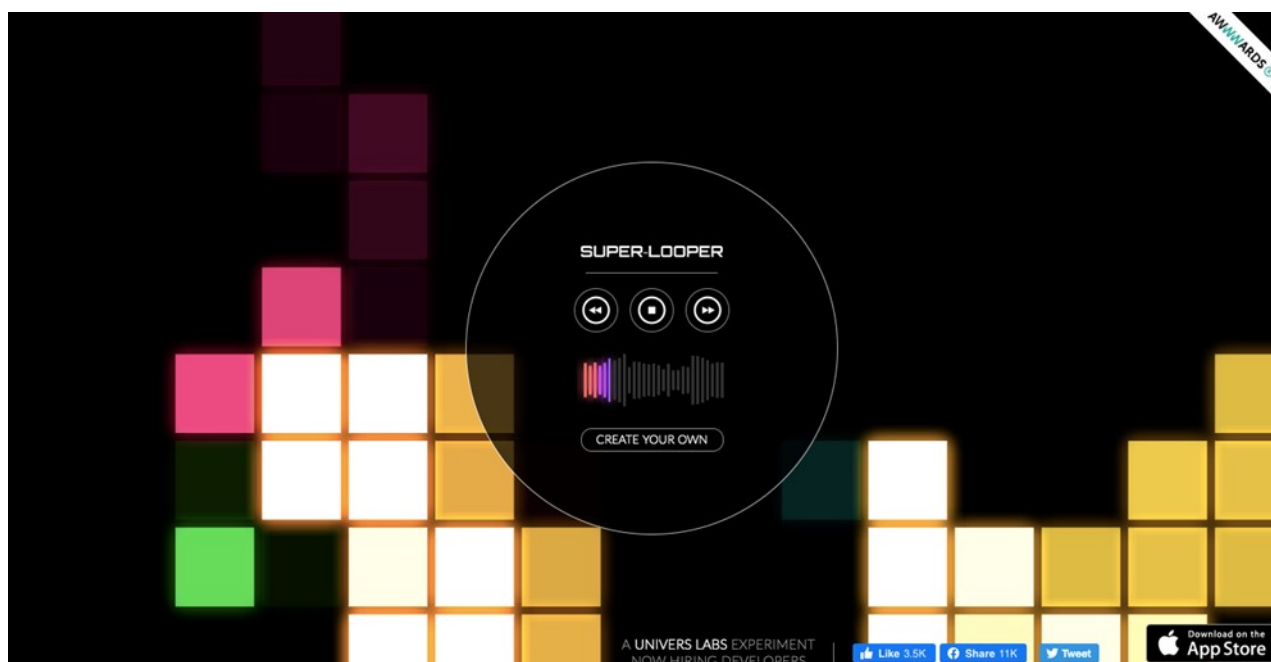 AWWWARDS
SUPER-LOOPER
CREATE YOUR OWN
A UNIVERS LABS EXPERIMENT
NOW HIRING DEVELOPERS
Like 3.5K Share 11K Tweet
Download on the
App Store